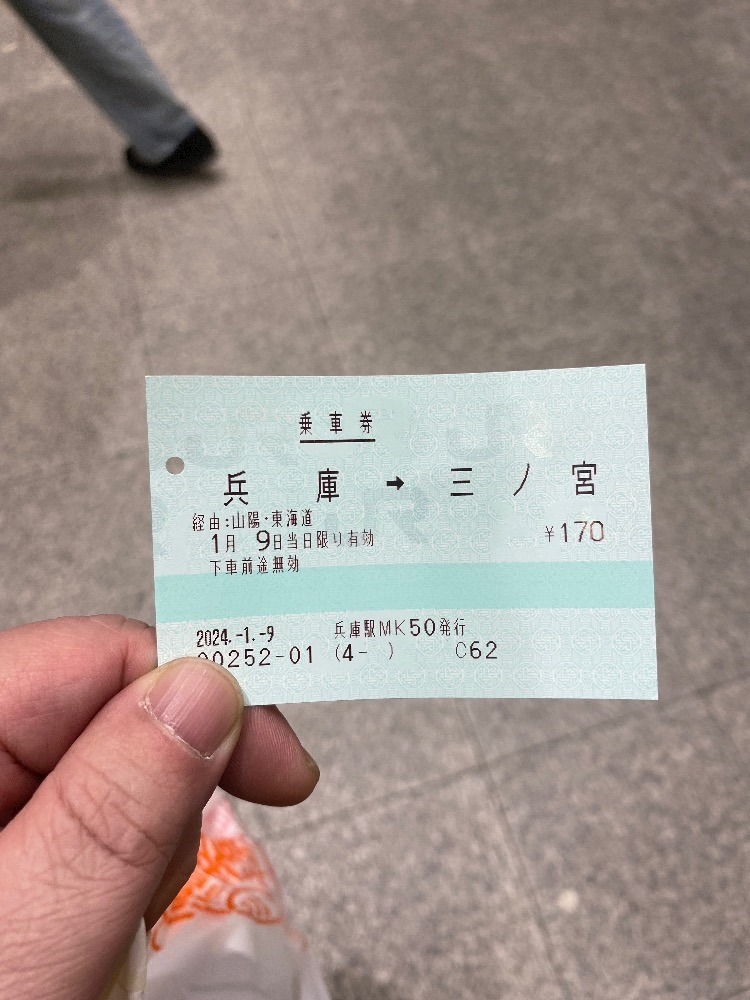 乗車券
兵庫→三ノ宮
経由:山陽・東海道
¥170
1月 9日当日限り有効
下車前途無効
2024.-1.-9 兵庫駅MK50発行
00252-01 (4- ) C62